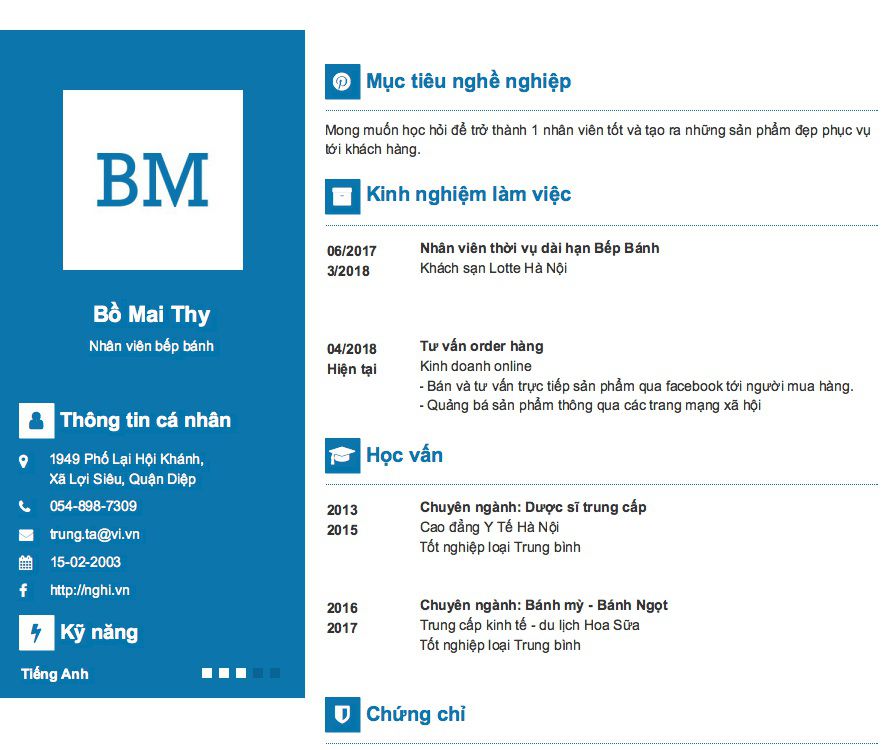 BM
Bồ Mai Thy
Nhân viên bếp bánh
Thông tin cá nhân
1949 Phố Lại Hội Khánh,
Xã Lợi Siêu, Quận Diệp
054-898-7309
trung.ta@vi.vn
15-02-2003
http://nghi.vn
Kỹ năng
Tiếng Anh
Mục tiêu nghề nghiệp
Mong muốn học hỏi để trở thành 1 nhân viên tốt và tạo ra những sản phẩm đẹp phục vụ
tới khách hàng.
Kinh nghiệm làm việc
06/2017
3/2018
Nhân viên thời vụ dài hạn Bếp Bánh
Khách sạn Lotte Hà Nội
04/2018
Hiện tại
Tư vấn order hàng
Kinh doanh online
- Bán và tư vấn trực tiếp sản phẩm qua facebook tới người mua hàng.
- Quảng bá sản phẩm thông qua các trang mạng xã hội
Học vấn
2013
2015
Chuyên ngành: Dược sĩ trung cấp
Cao đẳng Y Tế Hà Nội
Tốt nghiệp loại Trung bình
2016
2017
Chuyên ngành: Bánh mỳ - Bánh Ngọt
Trung cấp kinh tế - du lịch Hoa Sữa
Tốt nghiệp loại Trung bình
Chứng chỉ